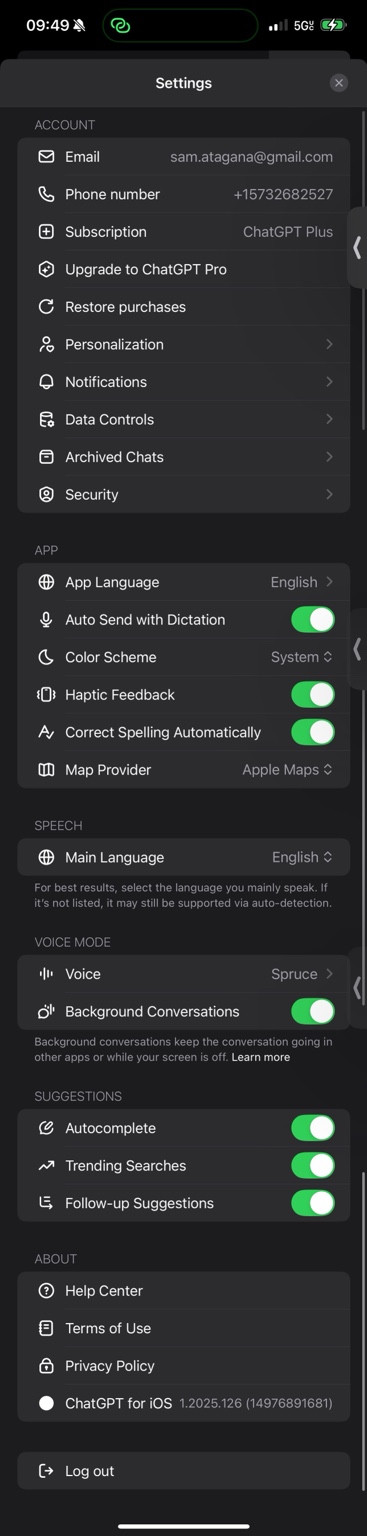 09:49
5G UC
Settings
ACCOUNT
Email sam.atagana@gmail.com
Phone number +15732682527
Subscription ChatGPT Plus
Upgrade to ChatGPT Pro
Restore purchases
Personalization
Notifications
Data Controls
Archived Chats
Security
APP
App Language English
Auto Send with Dictation
Color Scheme System
Haptic Feedback
Correct Spelling Automatically
Map Provider Apple Maps
SPEECH
Main Language English
For best results, select the language you mainly speak. If
it's not listed, it may still be supported via auto-detection.
VOICE MODE
Voice Spruce
Background Conversations
Background conversations keep the conversation going in
other apps or while your screen is off. Learn more
SUGGESTIONS
Autocomplete
Trending Searches
Follow-up Suggestions
ABOUT
Help Center
Terms of Use
Privacy Policy
ChatGPT for iOS 1.2025.126 (14976891681)
Log out